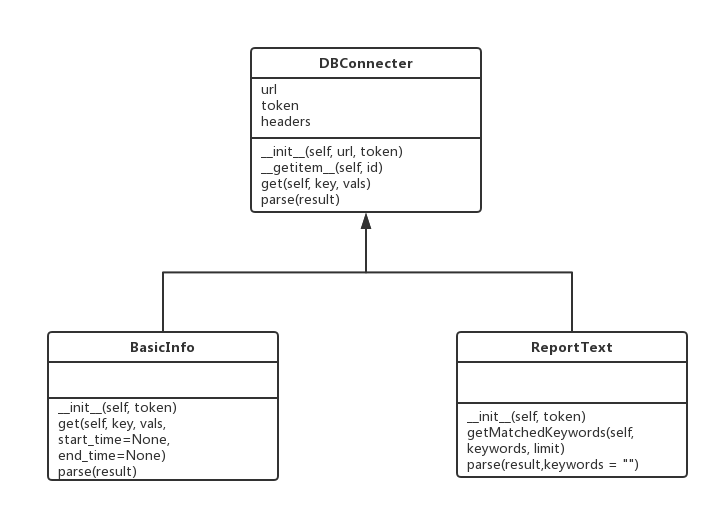 DBConnecter
url
token
headers
__init__(self, url, token)
__getitem__(self, id)
get(self, key, vals)
parse(result)
BasicInfo
__init__(self, token)
get(self, key, vals,
start_time=None,
end_time=None)
parse(result)
ReportText
__init__(self, token)
getMatchedKeywords(self,
keywords, limit)
parse(result,keywords = "")